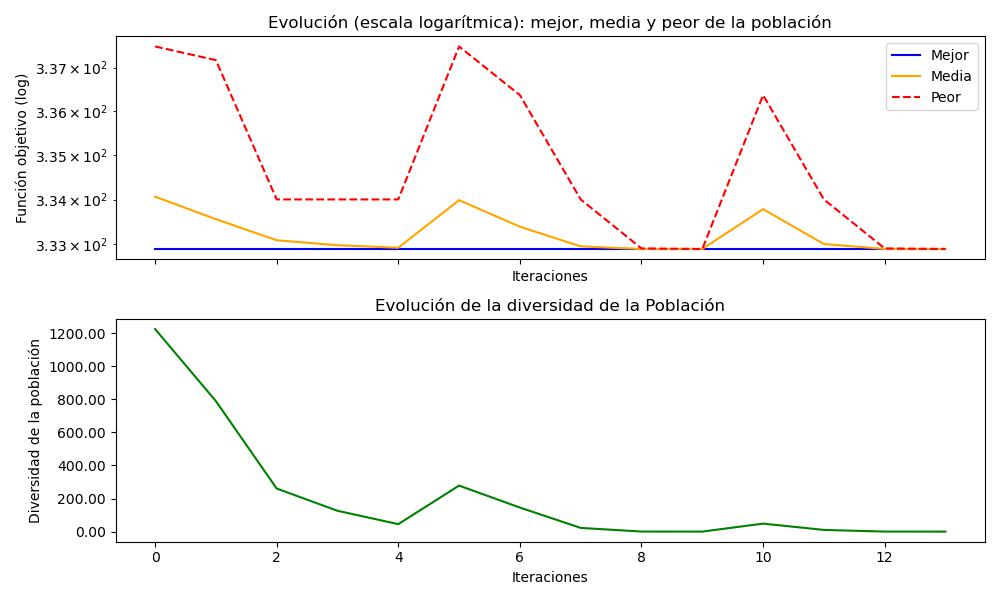 Evolución (escala logarítmica): mejor, media y peor de la población
Función objetivo (log)
3.37 × 10²
3.36 × 10²
3.35 × 10²
3.34 × 10²
3.33 × 10²
Mejor
Media
Peor
Iteraciones
Evolución de la diversidad de la Población
Diversidad de la población
1200.00
1000.00
800.00
600.00
400.00
200.00
0.00
0 2 4 6 8 10 12
Iteraciones